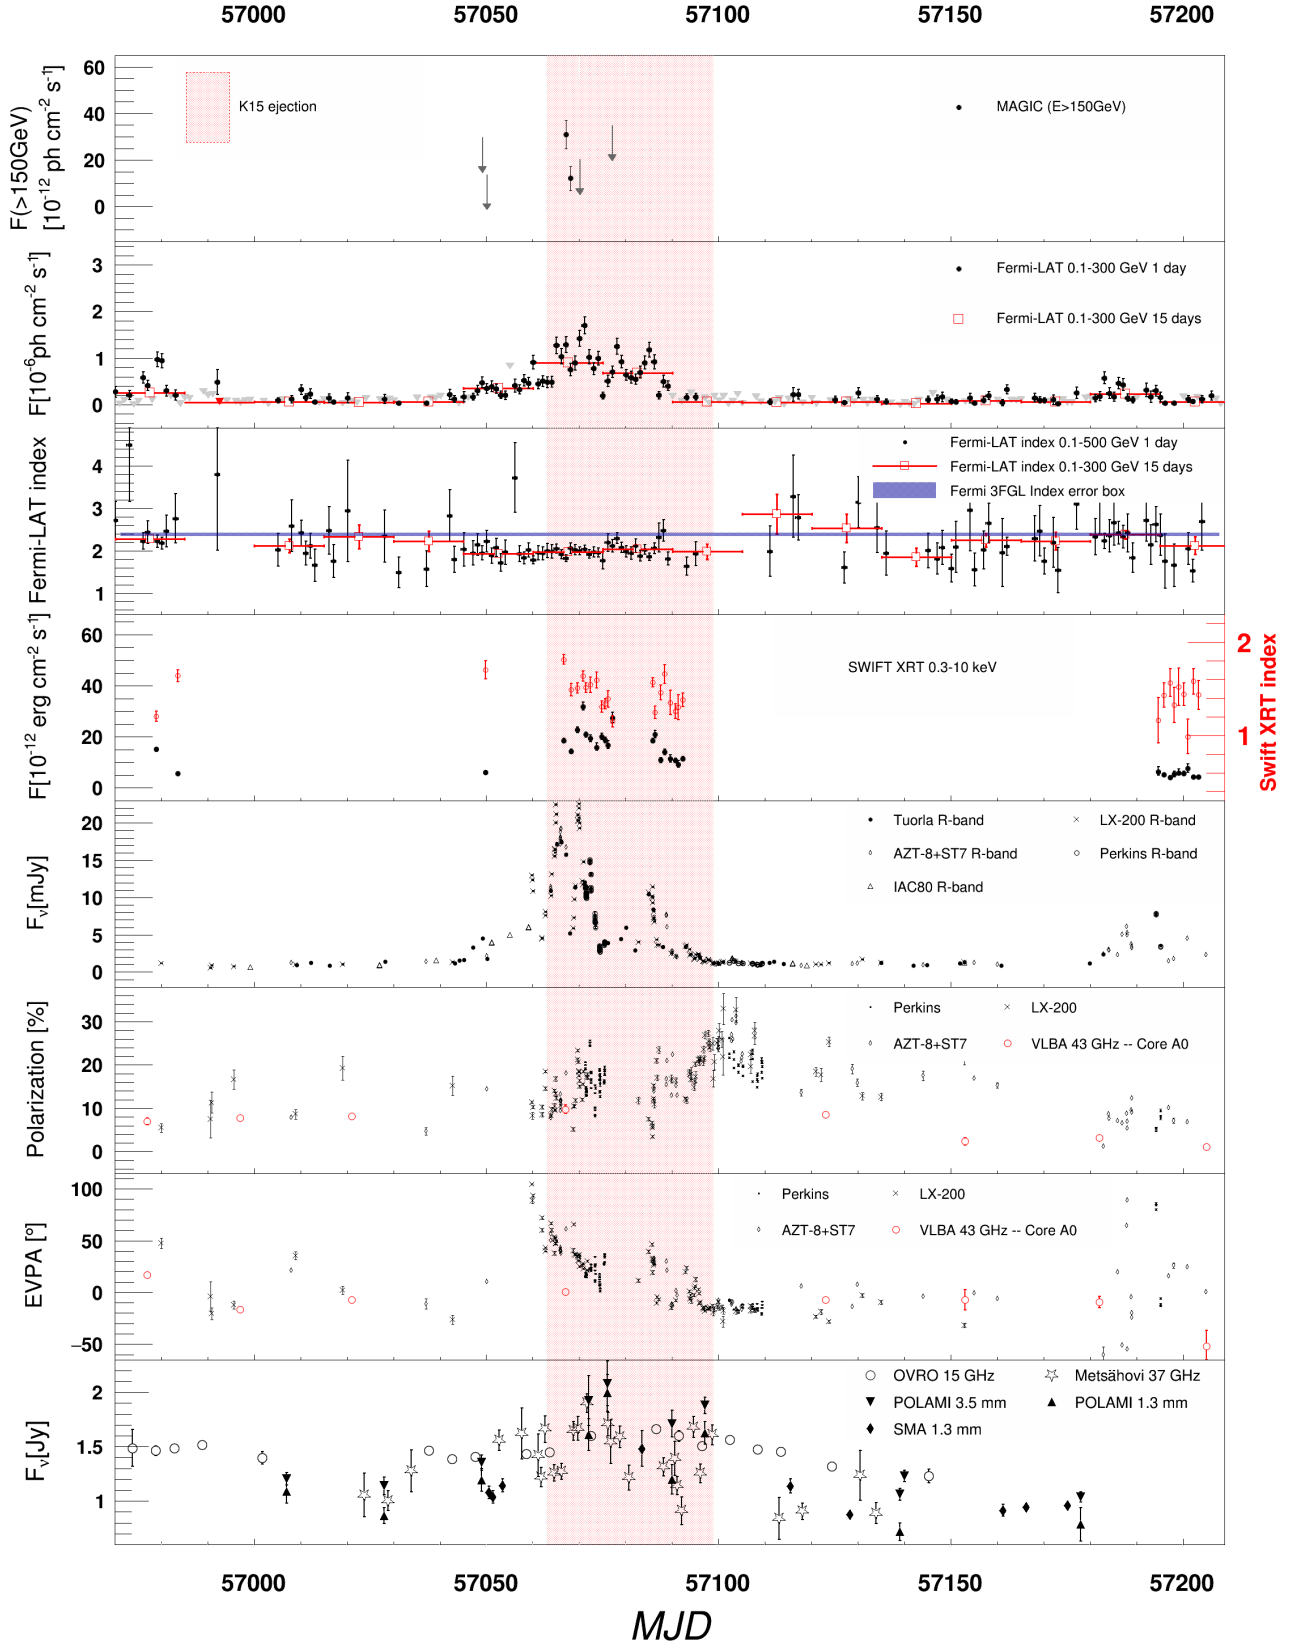 57000 57050 57100 57150 57200
F(>150GeV)
[10⁻¹² ph cm⁻² s⁻¹]
60
40
20
0
K15 ejection
MAGIC (E>150GeV)
F[10⁻⁶ph cm⁻² s⁻¹]
3
2
1
0
Fermi-LAT 0.1-300 GeV 1 day
Fermi-LAT 0.1-300 GeV 15 days
Fermi-LAT index
4
3
2
1
Fermi-LAT index 0.1-500 GeV 1 day
Fermi-LAT index 0.1-300 GeV 15 days
Fermi 3FGL Index error box
F[10⁻¹² erg cm⁻² s⁻¹]
60
40
20
0
SWIFT XRT 0.3-10 keV
2
1
Swift XRT index
Fν[mJy]
20
15
10
5
0
Tuorla R-band
LX-200 R-band
AZT-8+ST7 R-band
Perkins R-band
IAC80 R-band
Polarization [%]
30
20
10
0
Perkins
LX-200
AZT-8+ST7
VLBA 43 GHz -- Core A0
EVPA [°]
100
50
0
−50
Perkins
LX-200
AZT-8+ST7
VLBA 43 GHz -- Core A0
Fν[Jy]
2
1.5
1
OVRO 15 GHz
Metsähovi 37 GHz
POLAMI 3.5 mm
POLAMI 1.3 mm
SMA 1.3 mm
57000 57050 57100 57150 57200
MJD